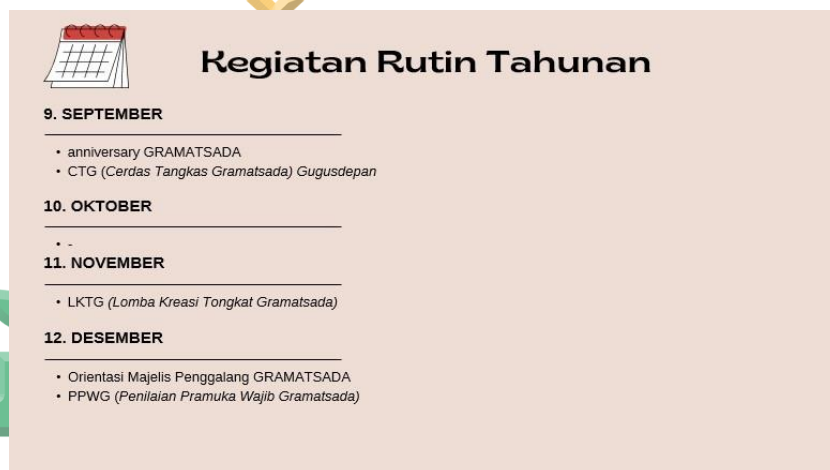 Kegiatan Rutin Tahunan
9. SEPTEMBER
• anniversary GRAMATSADA
• CTG (Cerdas Tangkas Gramatsada) Gugusdepan
10. OKTOBER
• -
11. NOVEMBER
• LKTG (Lomba Kreasi Tongkat Gramatsada)
12. DESEMBER
• Orientasi Majelis Penggalang GRAMATSADA
• PPWG (Penilaian Pramuka Wajib Gramatsada)